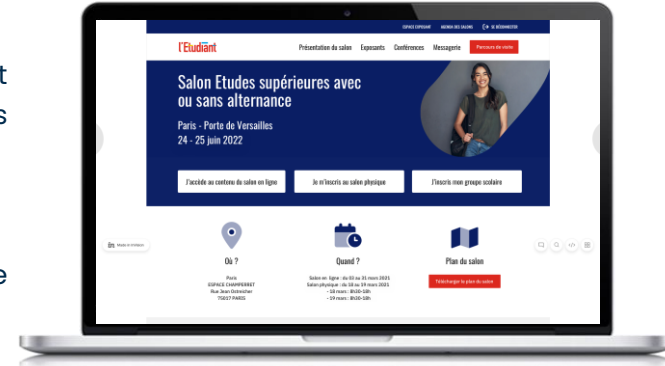 t
s
e
ESPACE EXPOSANT AGENDA DES SALONS SE DÉCONNECTER
l'Etudiant Présentation du salon Exposants Conférences Messagerie Parcours de visite
Salon Etudes supérieures avec
ou sans alternance
Paris - Porte de Versailles
24 - 25 juin 2022
J'accède au contenu du salon en ligne Je m'inscris au salon physique J'inscris mon groupe scolaire
Made in InVision
Où ? Quand ? Plan du salon
Paris
ESPACE CHAMPERRET
Rue Jean Oestreicher
75017 PARIS
Salon en ligne : du 03 au 31 mars 2021
Salon physique : du 18 au 19 mars 2021
- 18 mars : 8h30-18h
- 19 mars : 8h30-18h
Télécharger le plan du salon